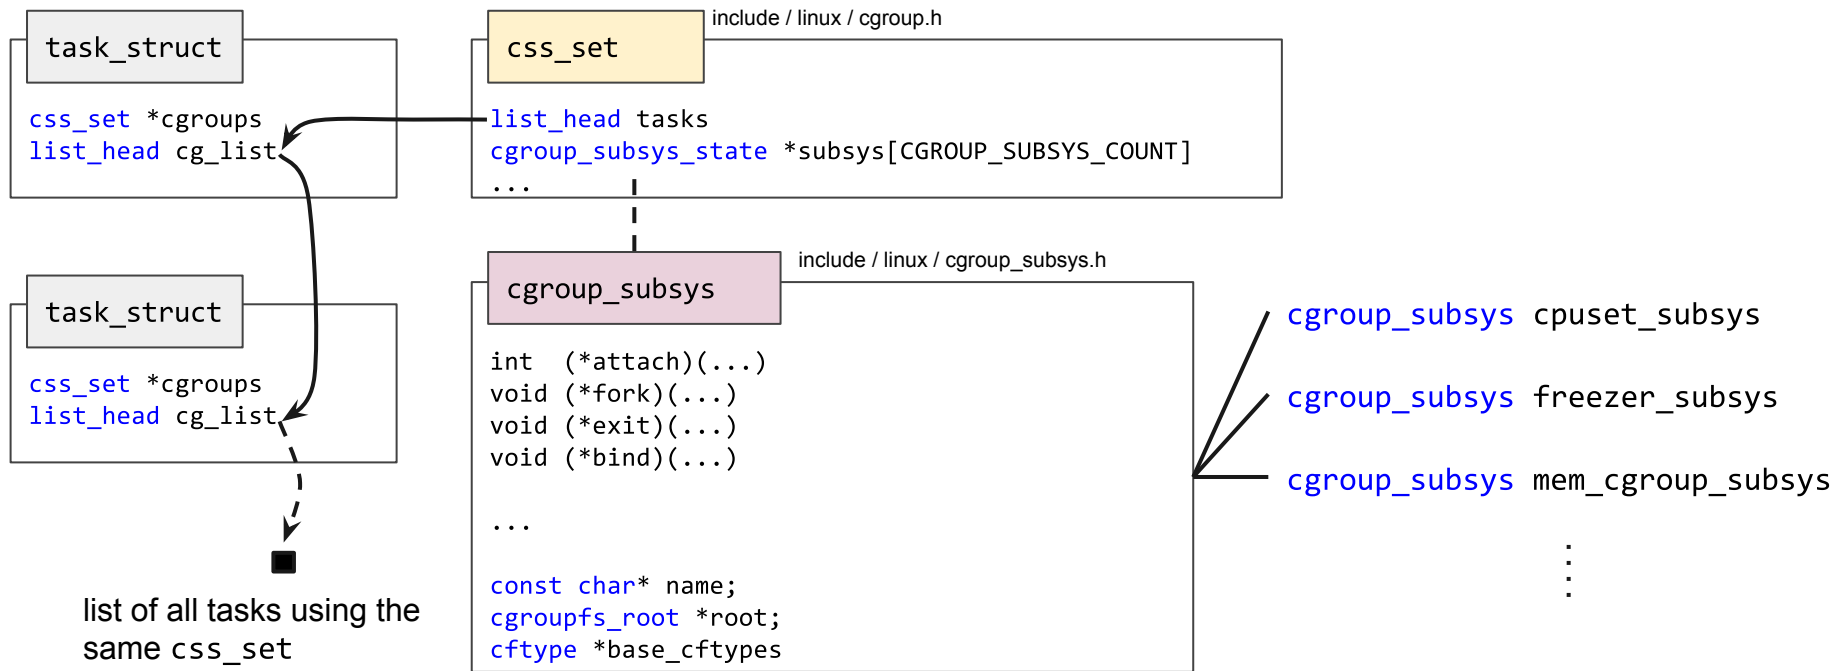 task_struct
css_set *cgroups
list_head cg_list
include / linux / cgroup.h
css_set
list_head tasks
cgroup_subsys_state *subsys[CGROUP_SUBSYS_COUNT]
...
task_struct
css_set *cgroups
list_head cg_list
list of all tasks using the
same css_set
include / linux / cgroup_subsys.h
cgroup_subsys
int  (*attach)(...)
void (*fork)(...)
void (*exit)(...)
void (*bind)(...)
...
const char* name;
cgroupfs_root *root;
cftype *base_cftypes
cgroup_subsys cpuset_subsys
cgroup_subsys freezer_subsys
cgroup_subsys mem_cgroup_subsys
....